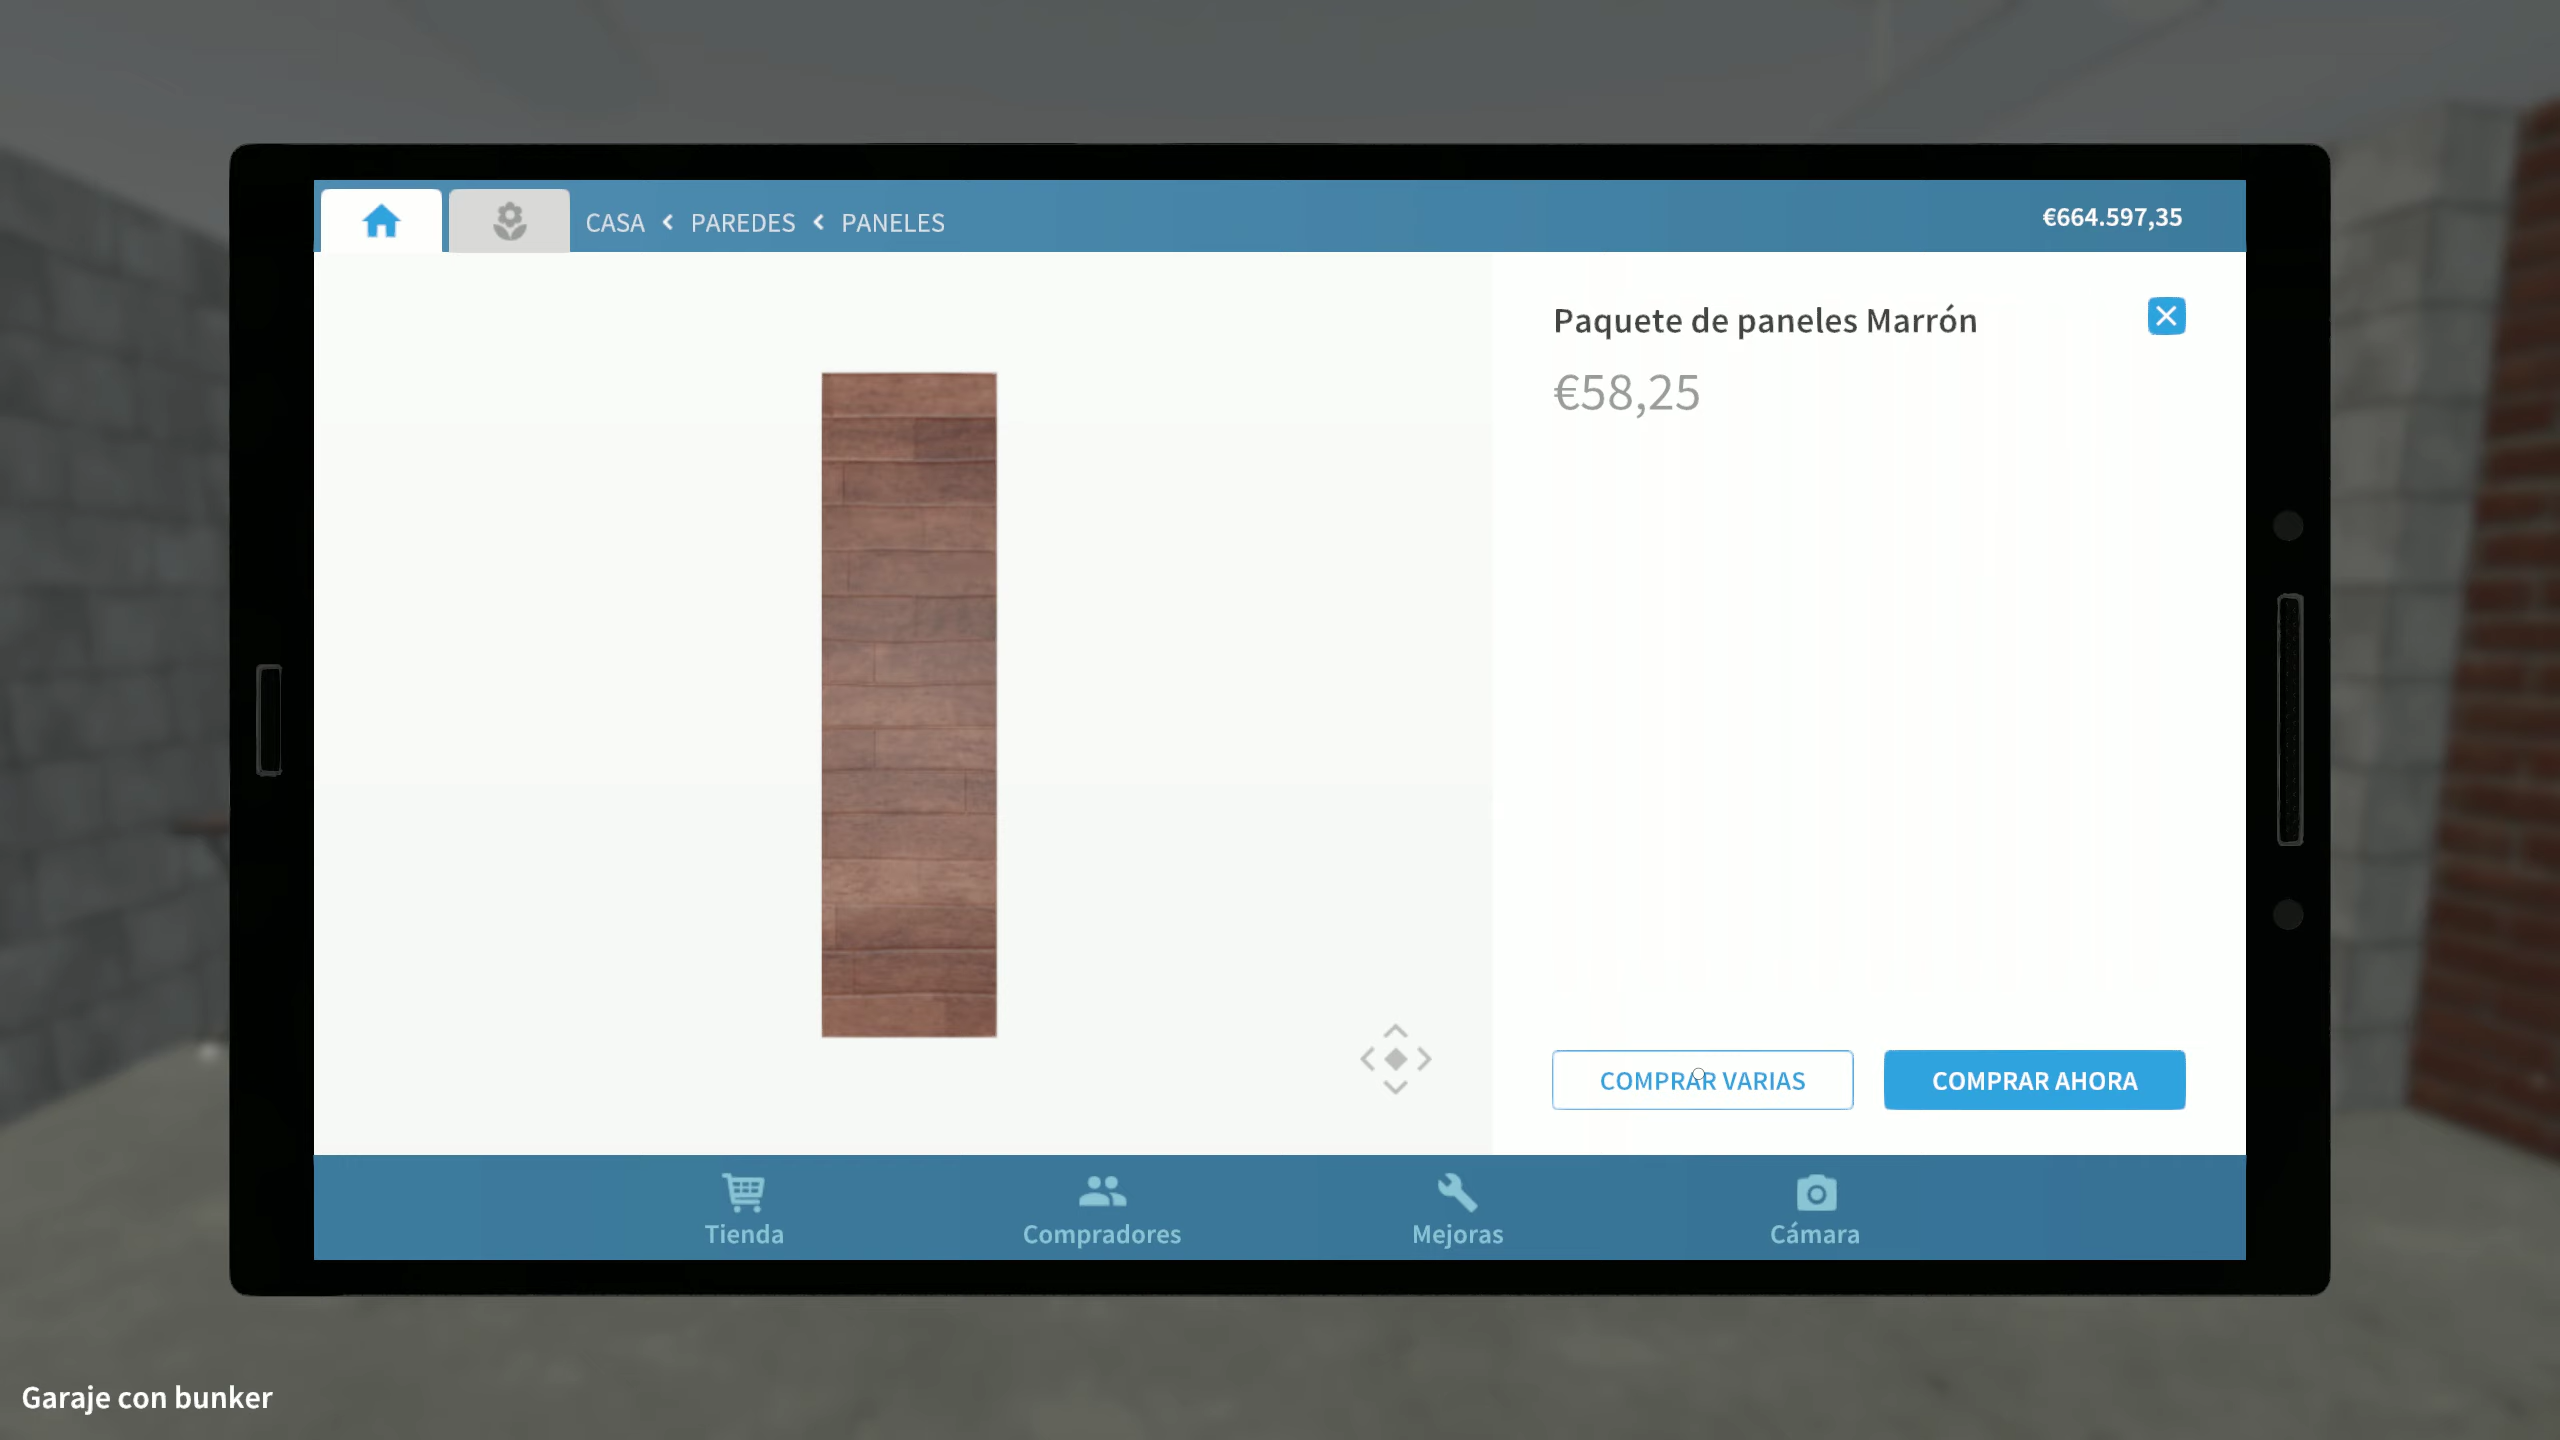 CASA < PAREDES < PANELES
€664.597,35
Paquete de paneles Marrón
€58,25
COMPRAR VARIAS
COMPRAR AHORA
Tienda
Compradores
Mejoras
Cámara
Garaje con bunker